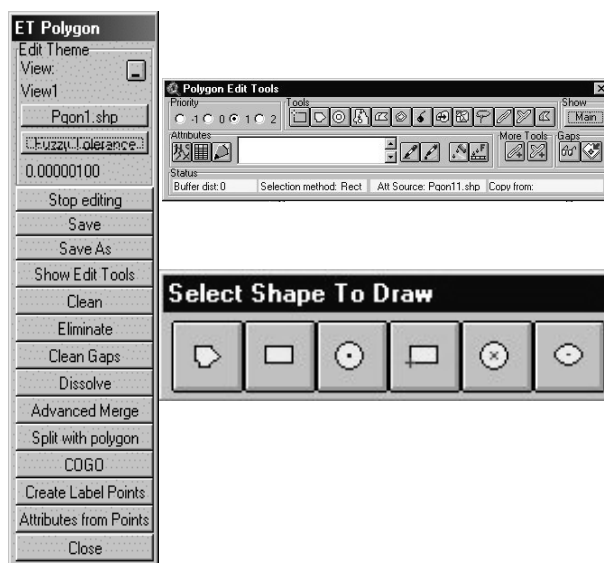 ET Polygon
Edit Theme
View:
View1
Pqon1.shp
Fuzzy Tolerance
0.00000100
Stop editing
Save
Save As
Show Edit Tools
Clean
Eliminate
Clean Gaps
Dissolve
Advanced Merge
Split with polygon
COGO
Create Label Points
Attributes from Points
Close
Polygon Edit Tools
Priority Tools Show
-1 0 1 2 Main
Attributes More Tools Gaps
Status
Buffer dist: 0 Selection method: Rect Att Source: Pqon11.shp Copy from:
Select Shape To Draw